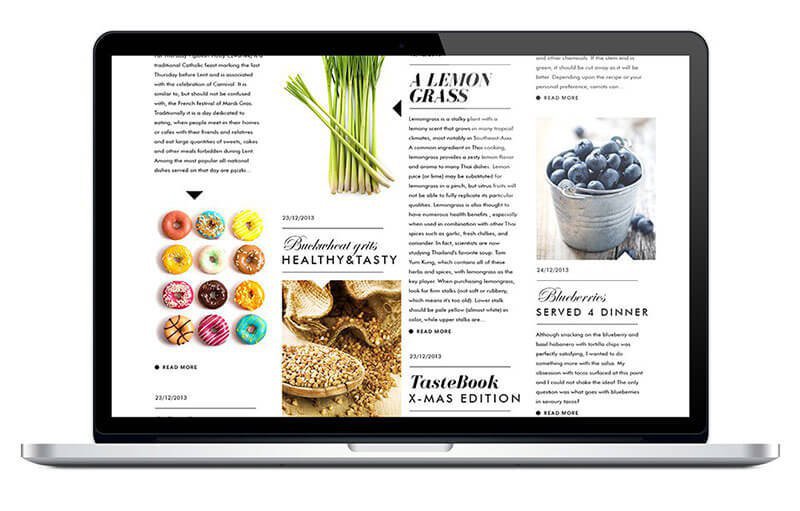 traditional Catholic feast marking the last
Thursday before Lent and is associated
with the celebration of Carnival. It is
similar to, but should not be confused
with, the French festival of Mardi Gras.
Traditionally it is a day dedicated to
eating, when people meet in their homes
or cafes with their friends and relatives
and eat large quantities of sweets, cakes
and other meals forbidden during Lent.
Among the most popular all-national
dishes served on that day are
READ MORE
23/12/2013
23/12/2013
Buckwheat grits
HEALTHY&TASTY
A LEMON
GRASS
Lemongrass is a stalky plant with a
lemony scent that grows in many tropical
climates, most notably in Southeast Asia.
A common ingredient in Thai cooking,
lemongrass provides a zesty lemon flavor
and aroma to many Thai dishes. Lemon
juice (or lime) may be substituted for
lemongrass in a pinch, but citrus fruits will
not be able to fully replicate its particular
qualities. Lemongrass is also thought to
have numerous health benefits , especially
when used in combination with other Thai
spices such as garlic, fresh chilies, and
coriander. In fact, scientists are now
studying Thailand's favorite soup: Tom
Yum Kung, which contains all of these
herbs and spices, with lemongrass as the
key player. When purchasing lemongrass,
look for firm stalks (not soft or rubbery,
which means it's too old). Lower stalk
should be pale yellow (almost white) in
color, while upper stalks are...
READ MORE
23/12/2013
TasteBook
X-MAS EDITION
and other chemicals. If the stem end is
green, it should be cut away as it will be
bitter. Depending upon the recipe or your
personal preference, carrots can...
READ MORE
24/12/2013
Blueberries
SERVED 4 DINNER
Although snacking on the blueberry and
basil habanero with tortilla chips was
perfectly satisfying, I wanted to do
something more with the salsa. My
obsession with tacos surfaced at this point
and I could not shake the idea! The only
question was what goes with blueberries
in savoury tacos?
READ MORE